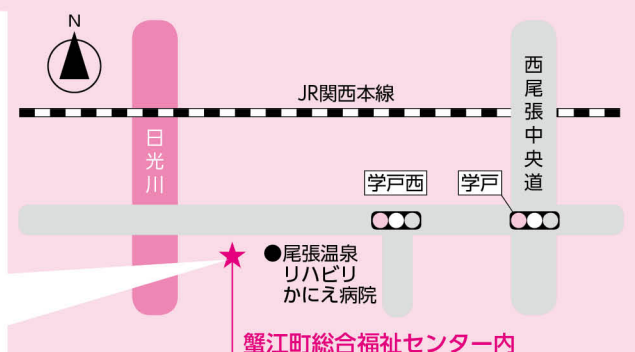 N
JR関西本線
西尾張中央道
日光川
学戸西
学戸
●尾張温泉
リハビリ
かにえ病院
蟹江町総合福祉センター内